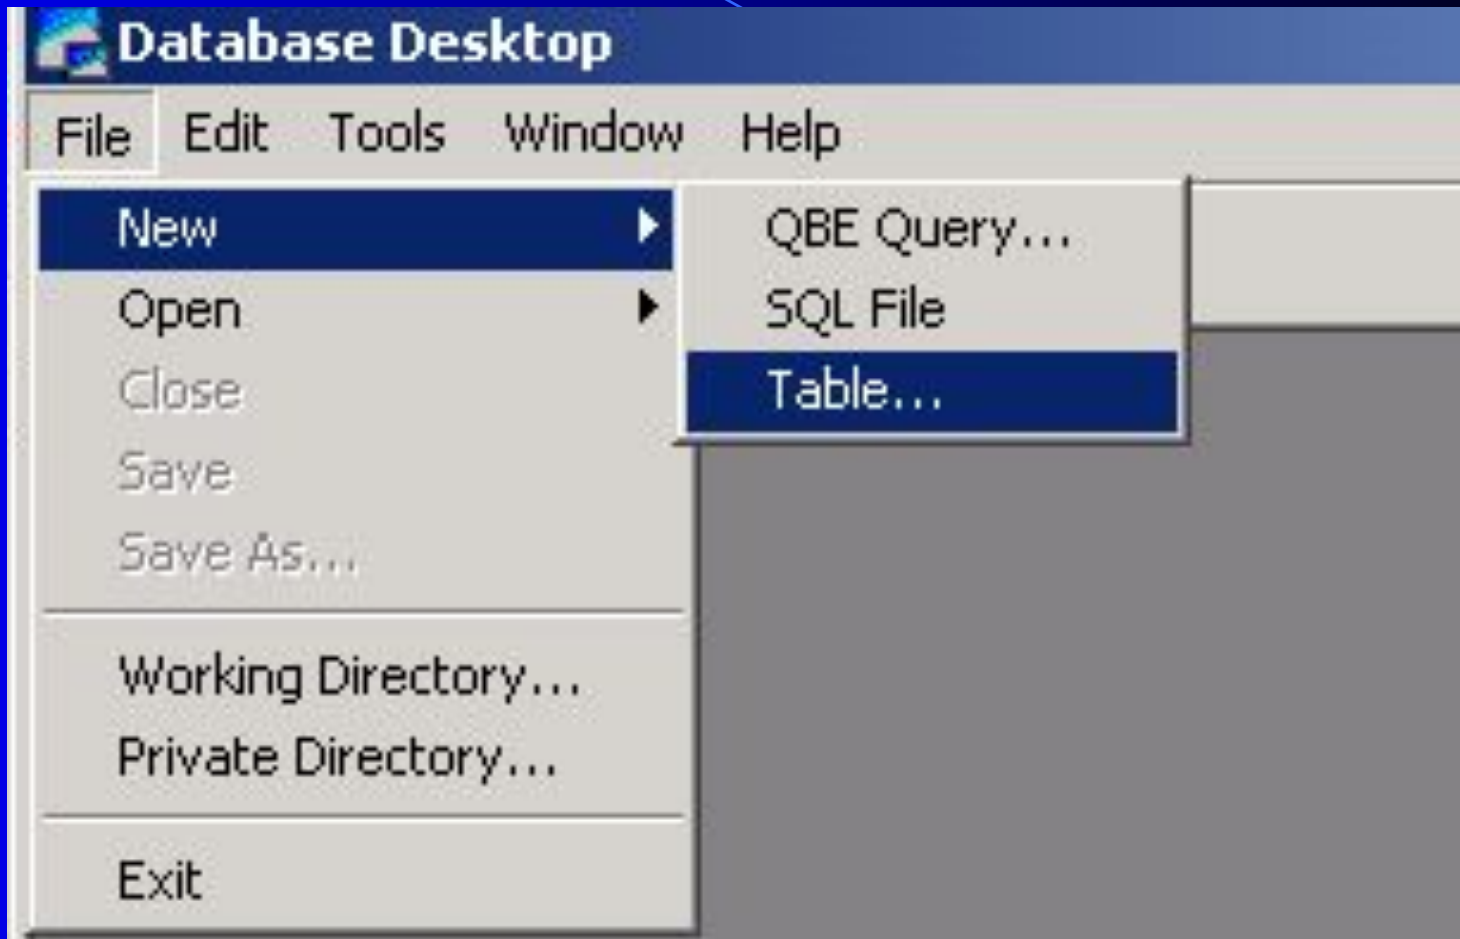 Database Desktop
File Edit Tools Window Help
New
Open
Close
Save
Save As...
Working Directory...
Private Directory...
Exit
QBE Query...
SQL File
Table...